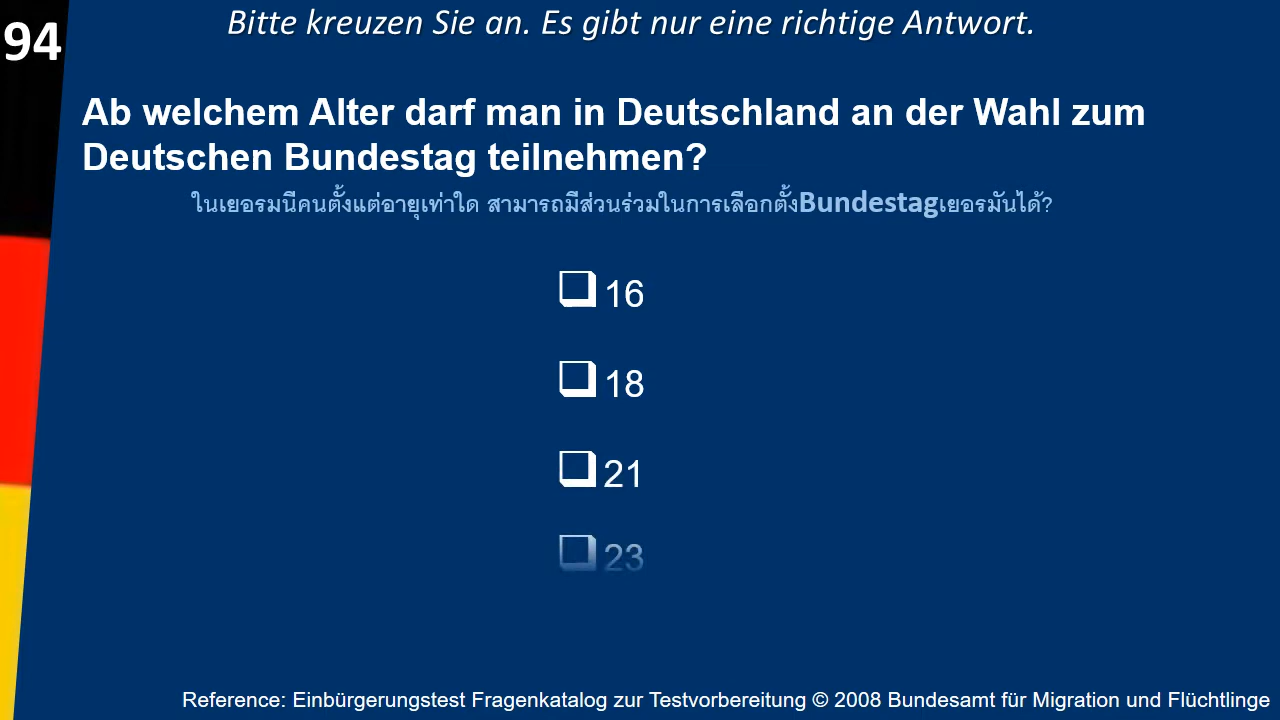 94
Bitte kreuzen Sie an. Es gibt nur eine richtige Antwort.
Ab welchem Alter darf man in Deutschland an der Wahl zum
Deutschen Bundestag teilnehmen?
ในเยอรมนีคนตั้งแต่อายุเท่าใด สามารถมีส่วนร่วมในการเลือกตั้งBundestagเยอรมันได้?
❑ 16
❑ 18
❑ 21
❑ 23
Reference: Einbürgerungstest Fragenkatalog zur Testvorbereitung © 2008 Bundesamt für Migration und Flüchtlinge